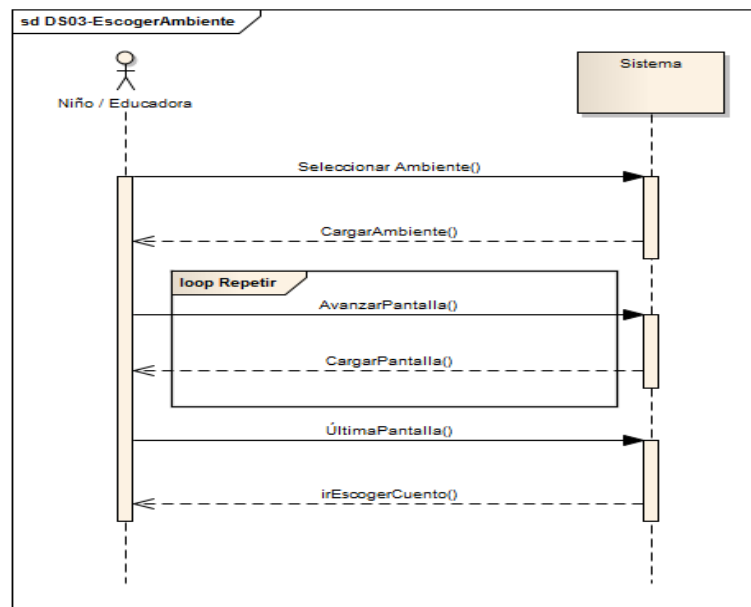 sd DS03-EscogerAmbiente
Niño / Educadora
Sistema
Seleccionar Ambiente()
CargarAmbiente()
loop Repetir
AvanzarPantalla()
CargarPantalla()
ÚltimaPantalla()
irEscogerCuento()